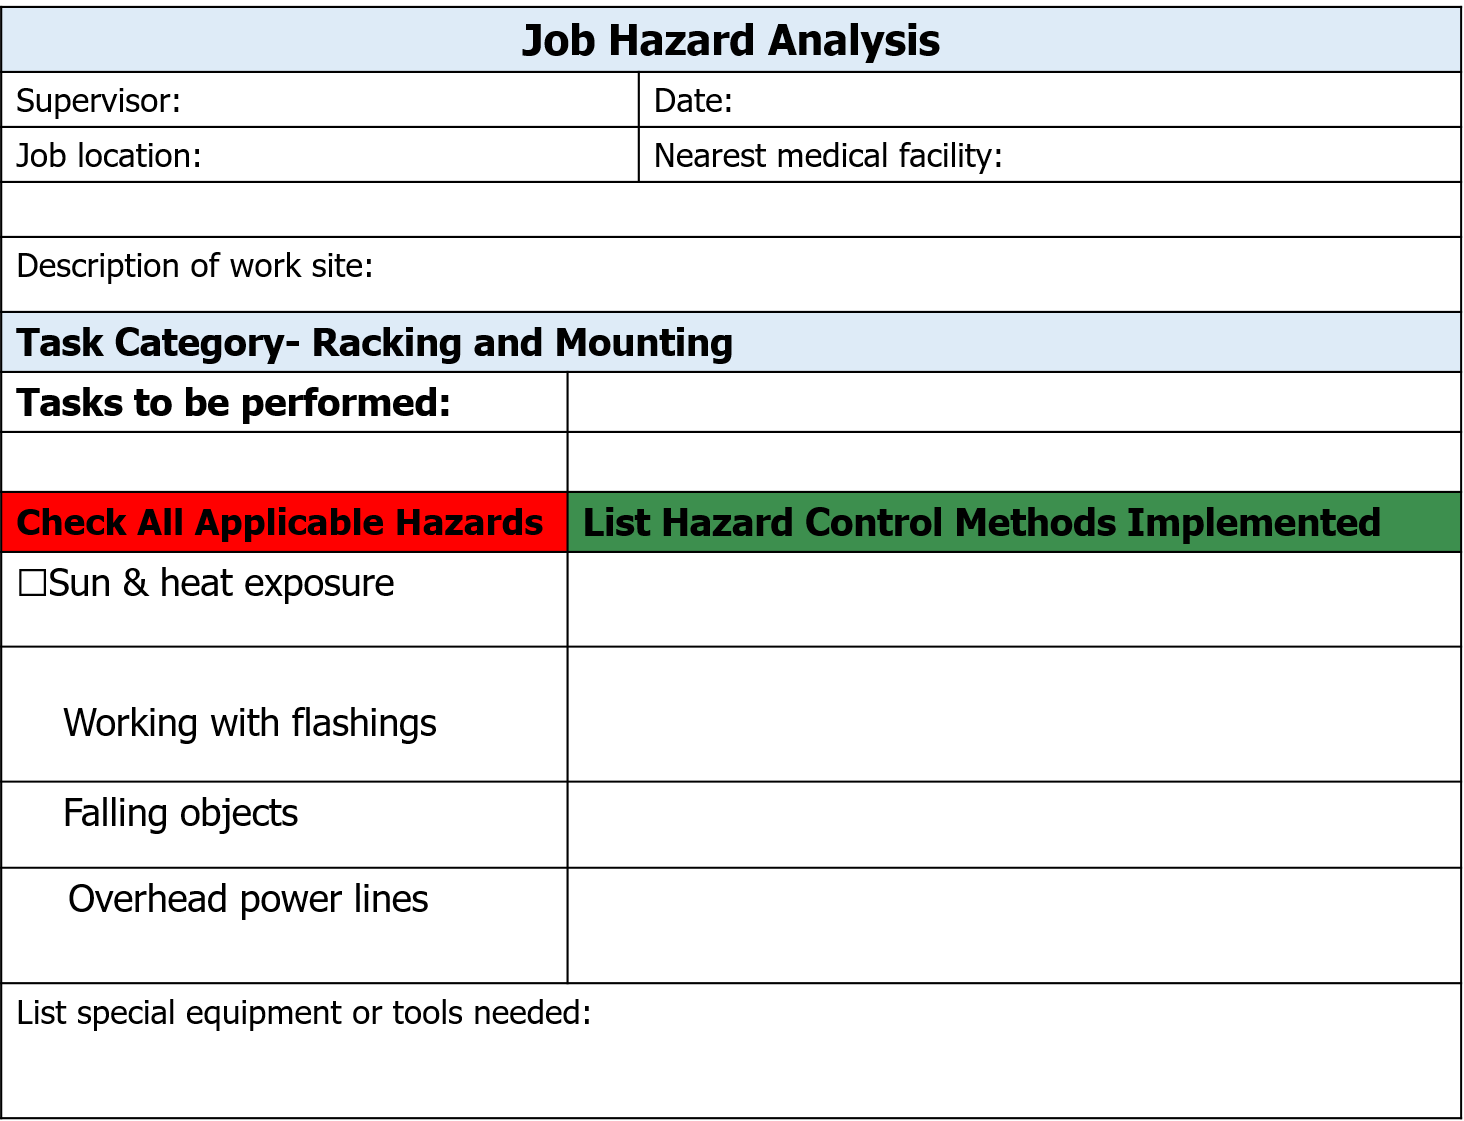 Job Hazard Analysis
Supervisor:
Date:
Job location:
Nearest medical facility:
Description of work site:
Task Category- Racking and Mounting
Tasks to be performed:
Check All Applicable Hazards
List Hazard Control Methods Implemented
☐Sun & heat exposure
Working with flashings
Falling objects
Overhead power lines
List special equipment or tools needed: